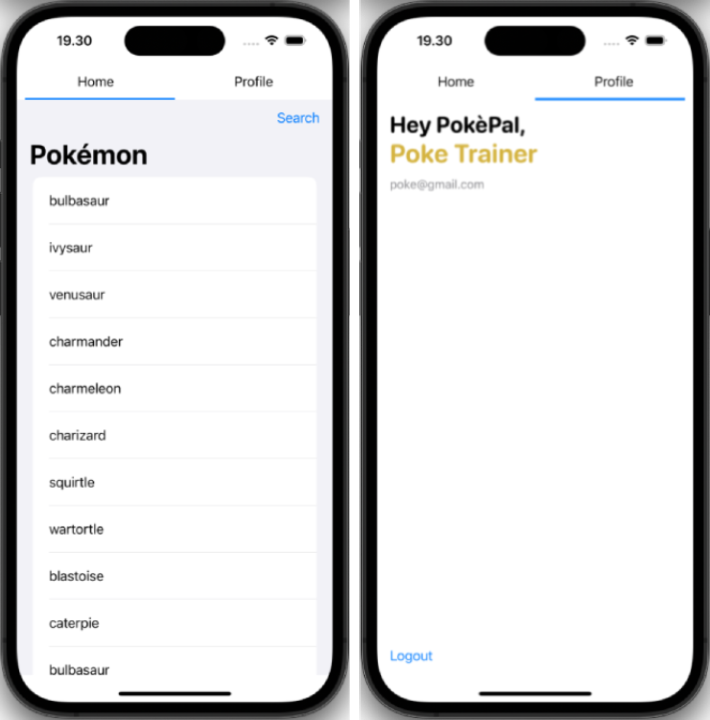 19.30
Home Profile
Search
Pokémon
bulbasaur
ivysaur
venusaur
charmander
charmeleon
charizard
squirtle
wartortle
blastoise
caterpie
bulbasaur
19.30
Home Profile
Hey PokèPal,
Poke Trainer
poke@gmail.com
Logout